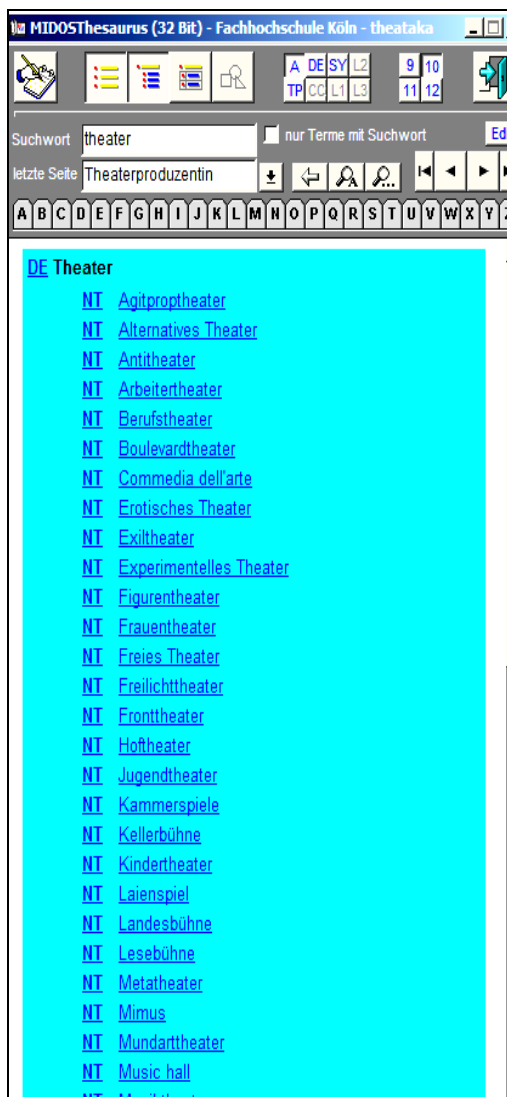 MIDOSThesaurus (32 Bit) - Fachhochschule Köln - theataka
A DE SY L2 9 10
TP CC L1 L3 11 12
Suchwort theater nur Terme mit Suchwort Ed
letzte Seite Theaterproduzentin
A B C D E F G H I J K L M N O P Q R S T U V W X Y Z
DE Theater
NT Agitproptheater
NT Alternatives Theater
NT Antitheater
NT Arbeitertheater
NT Berufstheater
NT Boulevardtheater
NT Commedia dell'arte
NT Erotisches Theater
NT Exiltheater
NT Experimentelles Theater
NT Figurentheater
NT Frauentheater
NT Freies Theater
NT Freilichttheater
NT Fronttheater
NT Hoftheater
NT Jugendtheater
NT Kammerspiele
NT Kellerbühne
NT Kindertheater
NT Laienspiel
NT Landesbühne
NT Lesebühne
NT Metatheater
NT Mimus
NT Mundarttheater
NT Music hall
NT